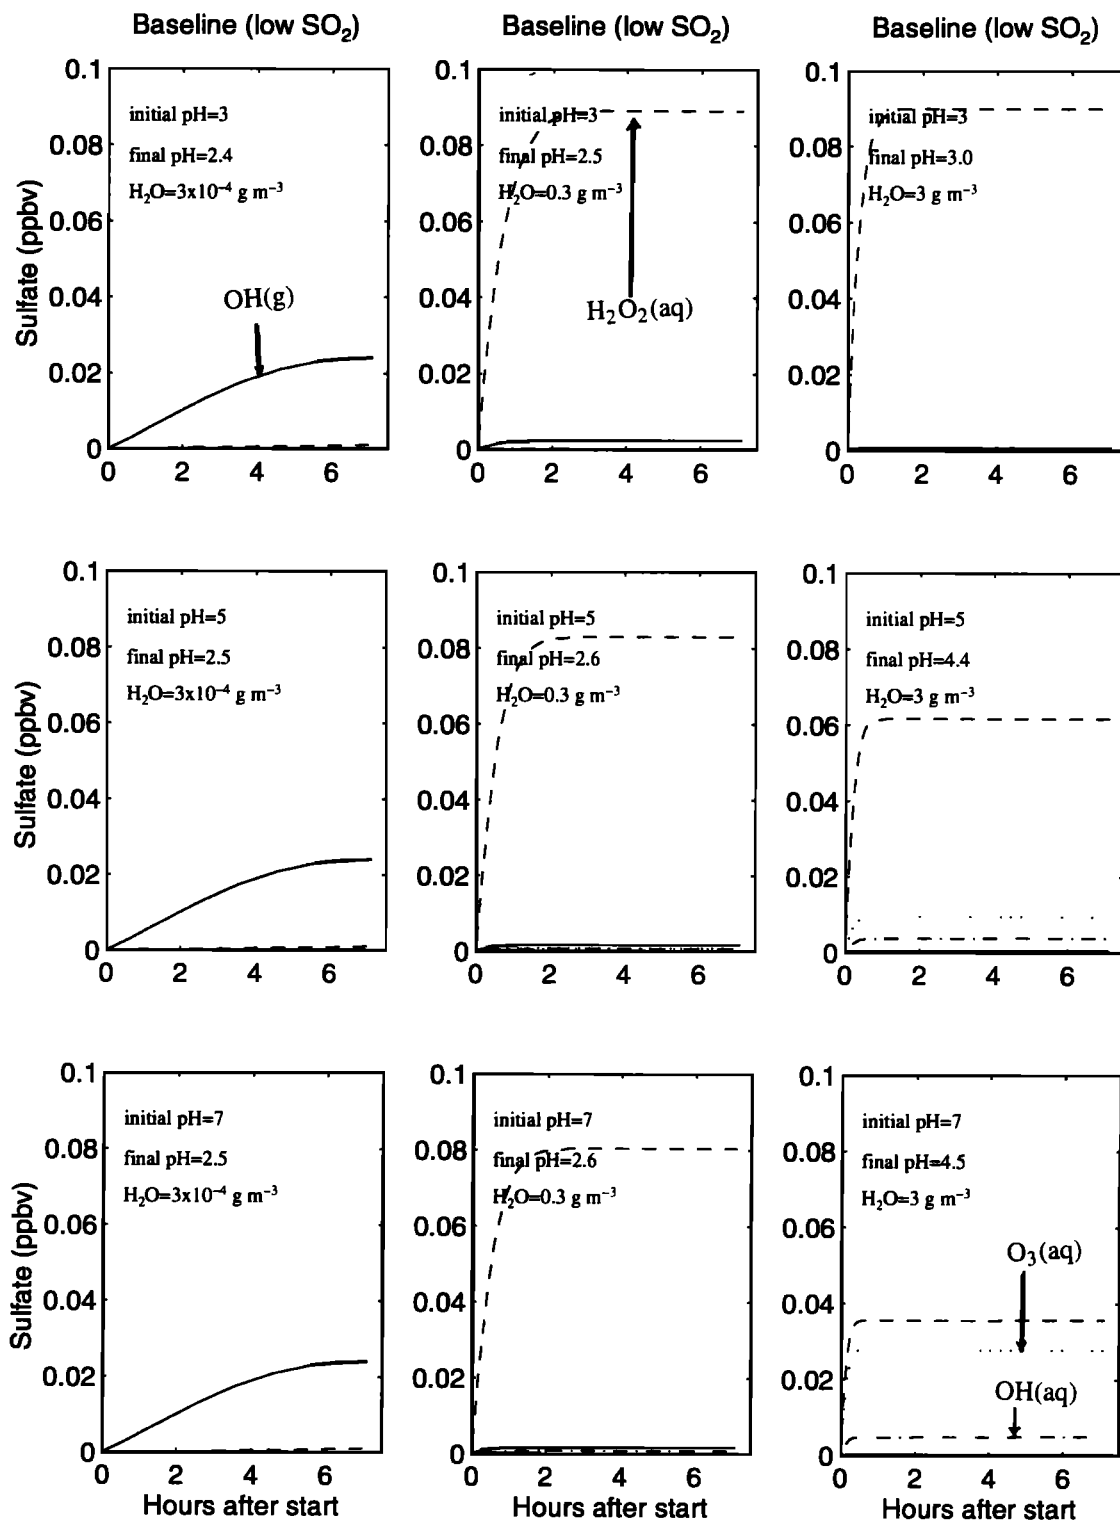 Baseline (low SO2)
Baseline (low SO2)
Baseline (low SO2)
Sulfate (ppbv)
0.1
0.08
0.06
0.04
0.02
0
initial pH=3
final pH=2.4
H2O=3x10⁻⁴ g m⁻³
OH(g)
0 2 4 6
0.1
0.08
0.06
0.04
0.02
0
initial pH=3
final pH=2.5
H2O=0.3 g m⁻³
H2O2(aq)
0 2 4 6
0.1
0.08
0.06
0.04
0.02
0
initial pH=3
final pH=3.0
H2O=3 g m⁻³
0 2 4 6
Sulfate (ppbv)
0.1
0.08
0.06
0.04
0.02
0
initial pH=5
final pH=2.5
H2O=3x10⁻⁴ g m⁻³
0 2 4 6
0.1
0.08
0.06
0.04
0.02
0
initial pH=5
final pH=2.6
H2O=0.3 g m⁻³
0 2 4 6
0.1
0.08
0.06
0.04
0.02
0
initial pH=5
final pH=4.4
H2O=3 g m⁻³
0 2 4 6
Sulfate (ppbv)
0.1
0.08
0.06
0.04
0.02
0
initial pH=7
final pH=2.5
H2O=3x10⁻⁴ g m⁻³
0 2 4 6
Hours after start
0.1
0.08
0.06
0.04
0.02
0
initial pH=7
final pH=2.6
H2O=0.3 g m⁻³
0 2 4 6
Hours after start
0.1
0.08
0.06
0.04
0.02
0
initial pH=7
final pH=4.5
H2O=3 g m⁻³
O3(aq)
OH(aq)
0 2 4 6
Hours after start